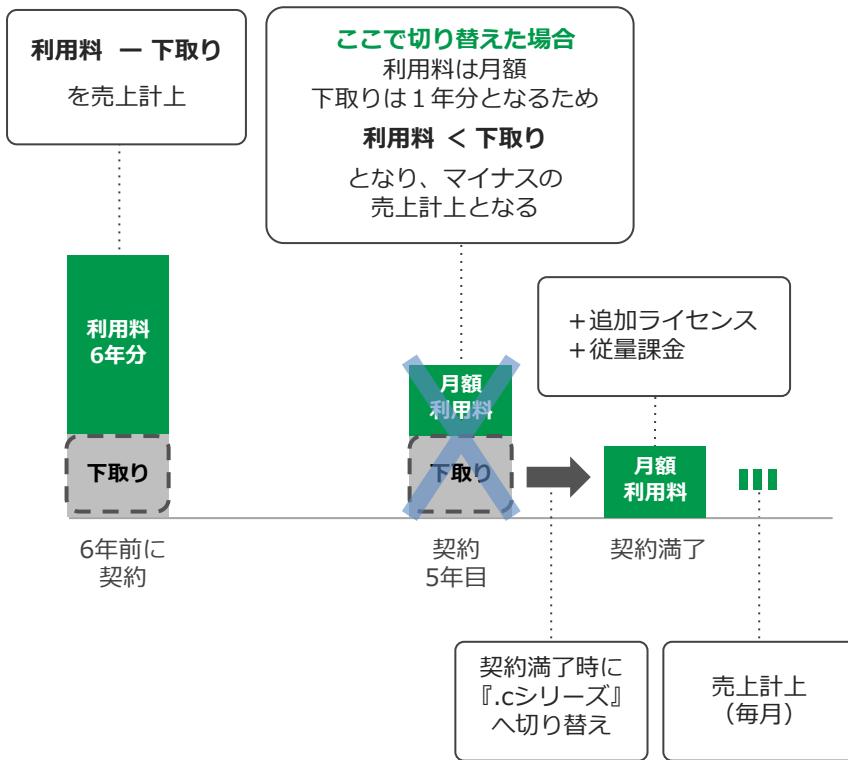 利用料 ー 下取り
を売上計上
ここで切り替えた場合
利用料は月額
下取りは１年分となるため
利用料 ＜ 下取り
となり、マイナスの
売上計上となる
利用料
6年分
下取り
月額
利用料
下取り
＋追加ライセンス
＋従量課金
月額
利用料
6年前に
契約
契約
5年目
契約満了
契約満了時に
『.cシリーズ』
へ切り替え
売上計上
（毎月）